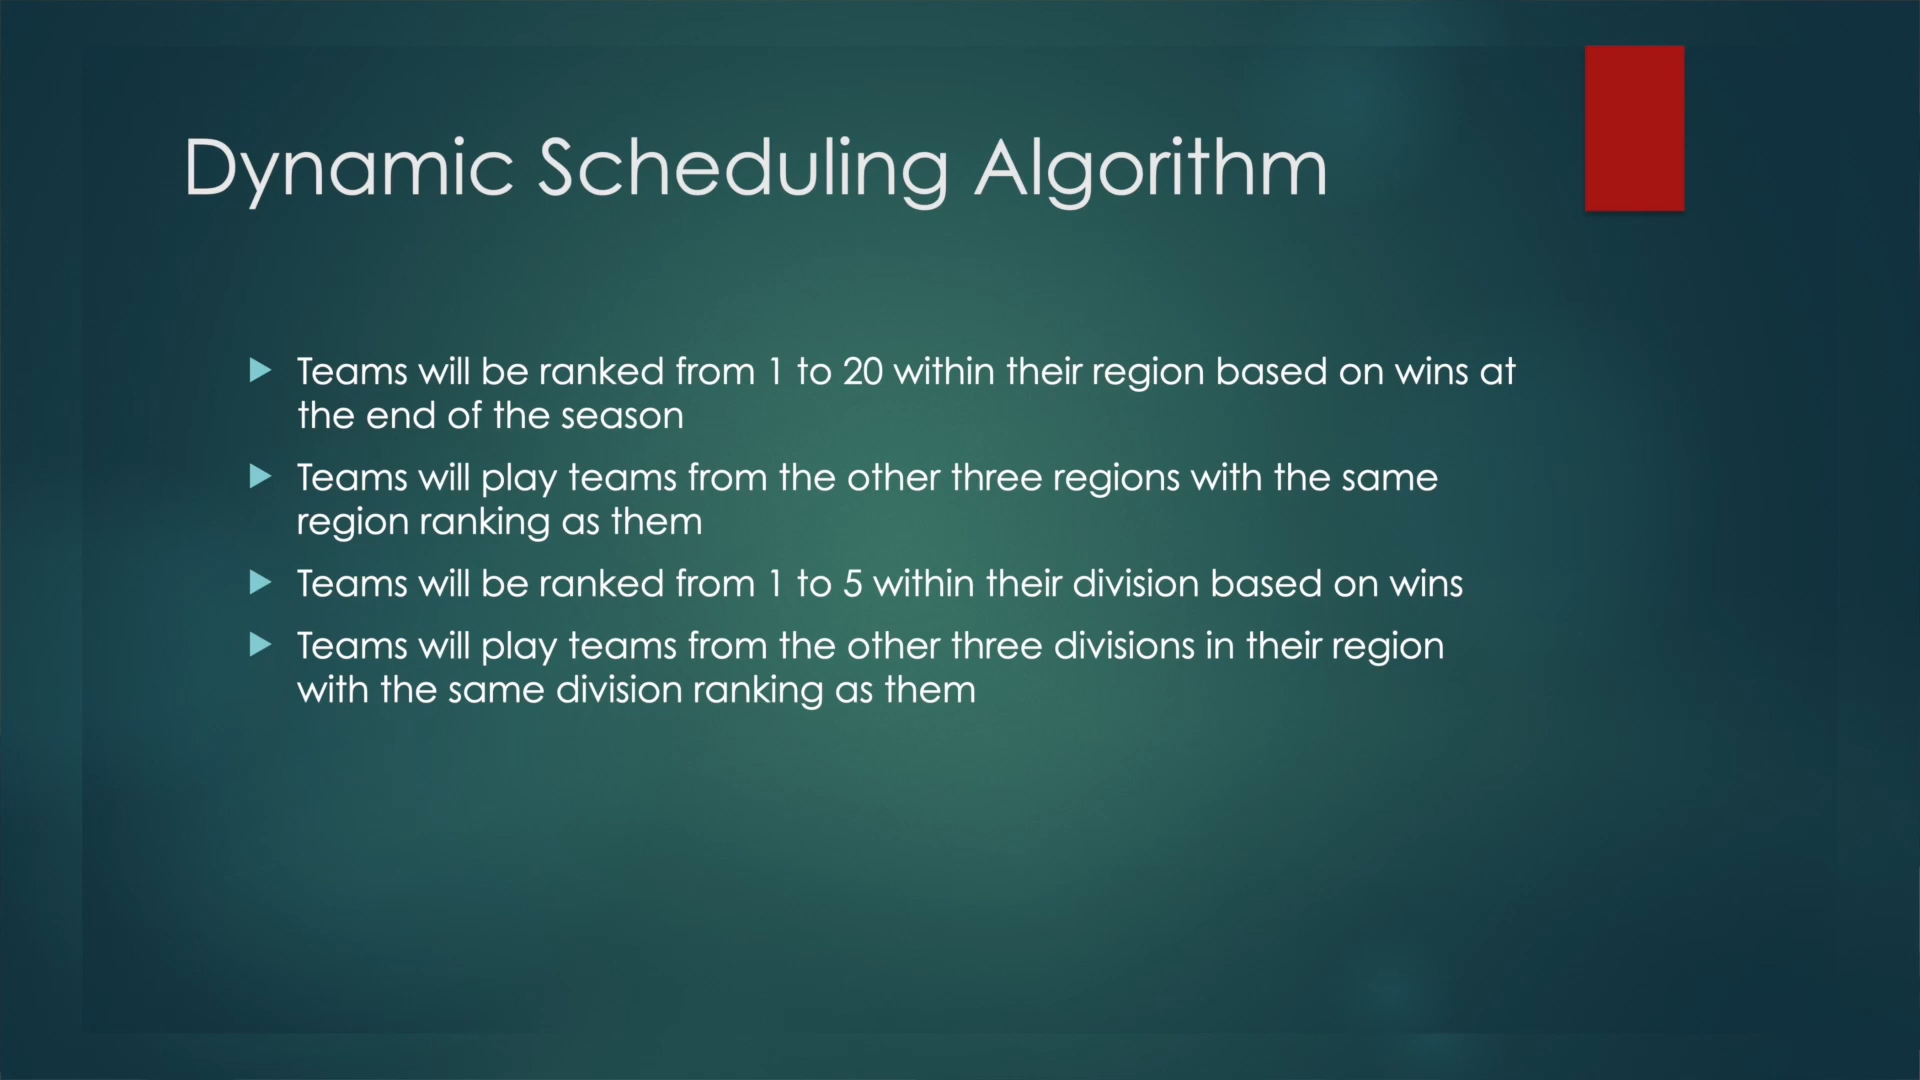 Dynamic Scheduling Algorithm
Teams will be ranked from 1 to 20 within their region based on wins at
the end of the season
Teams will play teams from the other three regions with the same
region ranking as them
Teams will be ranked from 1 to 5 within their division based on wins
Teams will play teams from the other three divisions in their region
with the same division ranking as them